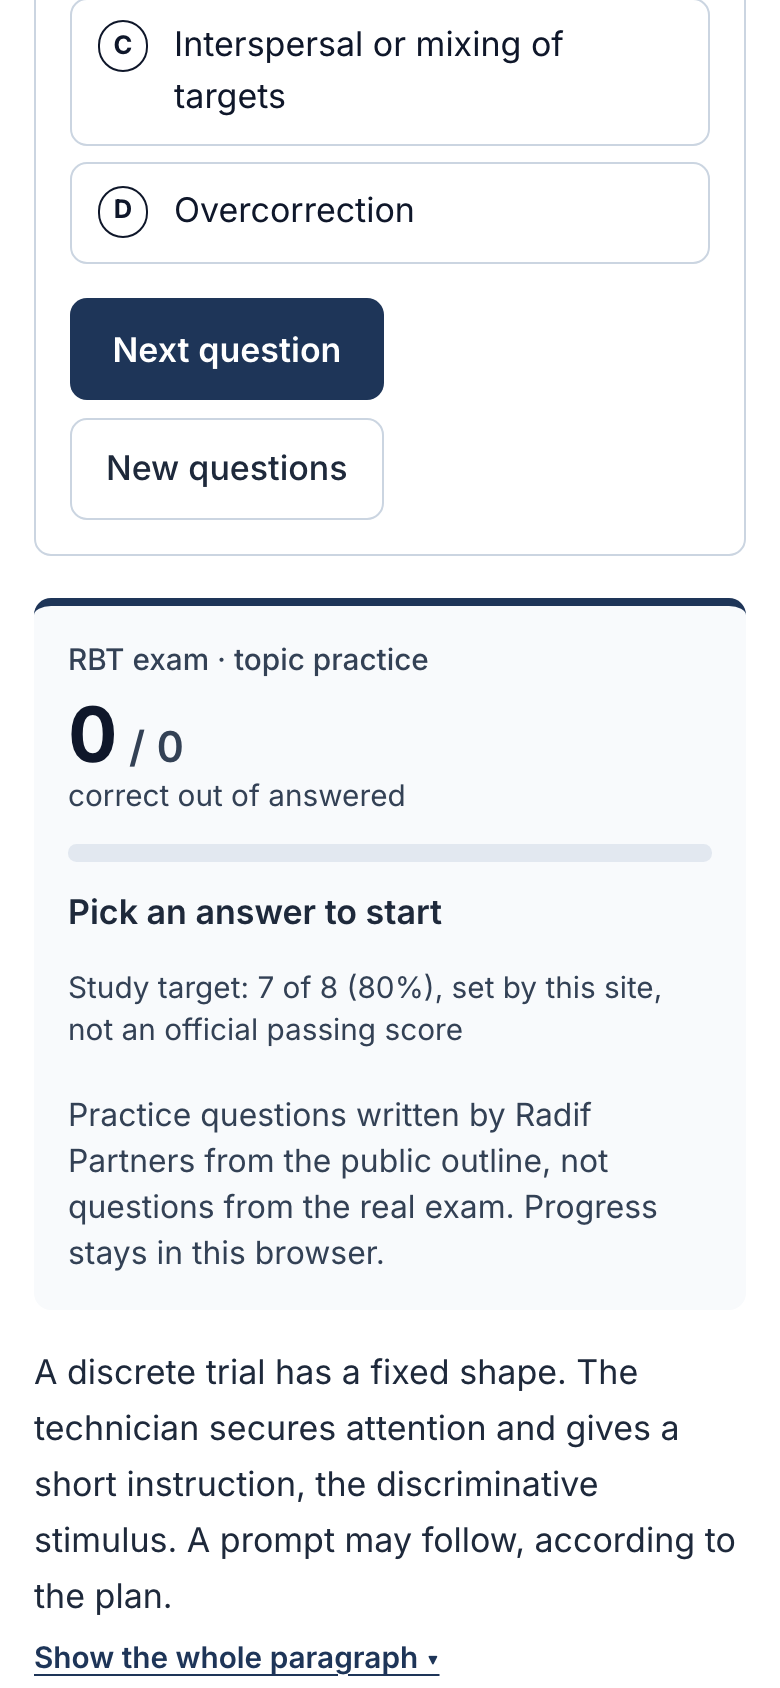 C Interspersal or mixing of
targets
D Overcorrection
Next question
New questions
RBT exam · topic practice
0 / 0
correct out of answered
Pick an answer to start
Study target: 7 of 8 (80%), set by this site,
not an official passing score
Practice questions written by Radif
Partners from the public outline, not
questions from the real exam. Progress
stays in this browser.
A discrete trial has a fixed shape. The
technician secures attention and gives a
short instruction, the discriminative
stimulus. A prompt may follow, according to
the plan.
Show the whole paragraph ▾